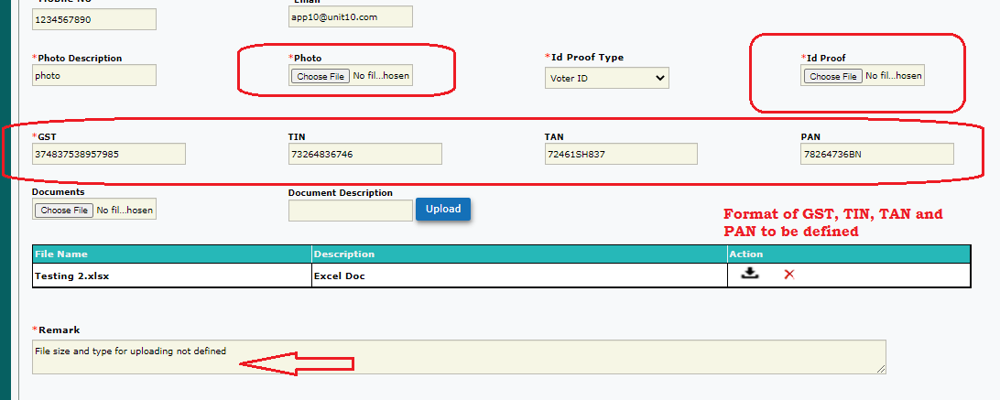 *Mobile No
Email
1234567890
app10@unit10.com
*Photo Description
*Photo
*Id Proof Type
*Id Proof
photo
Choose File No fil...hosen
Voter ID
Choose File No fil...hosen
*GST
TIN
TAN
PAN
374837538957985
73264836746
72461SH837
78264736BN
Documents
Document Description
Choose File No fil...hosen
Upload
Format of GST, TIN, TAN and
PAN to be defined
File Name
Description
Action
Testing 2.xlsx
Excel Doc
*Remark
File size and type for uploading not defined